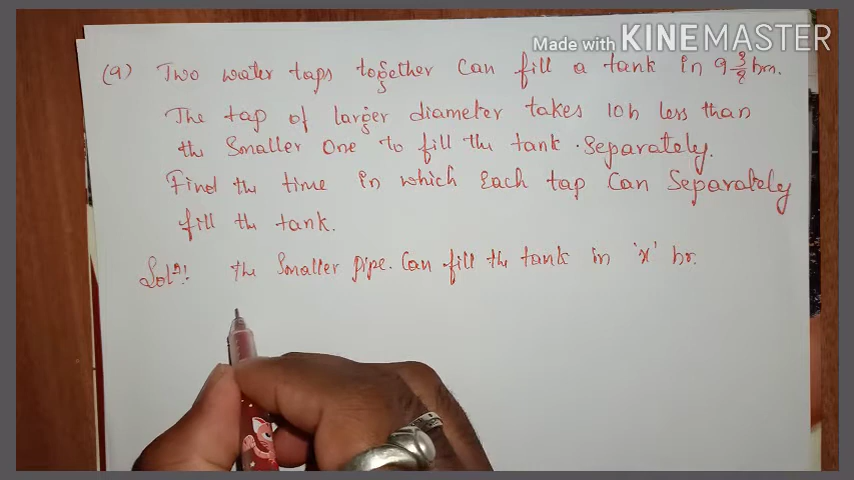 Made with KINEMASTER
(9) Two water taps together can fill a tank in 9 3/8 hrs.
The tap of larger diameter takes 10h less than
the Smaller One to fill the tank. Separately.
Find the time in which Each tap Can Separately
fill the tank.
Solⁿ: the Smaller pipe. Can fill the tank in 'x' hr.